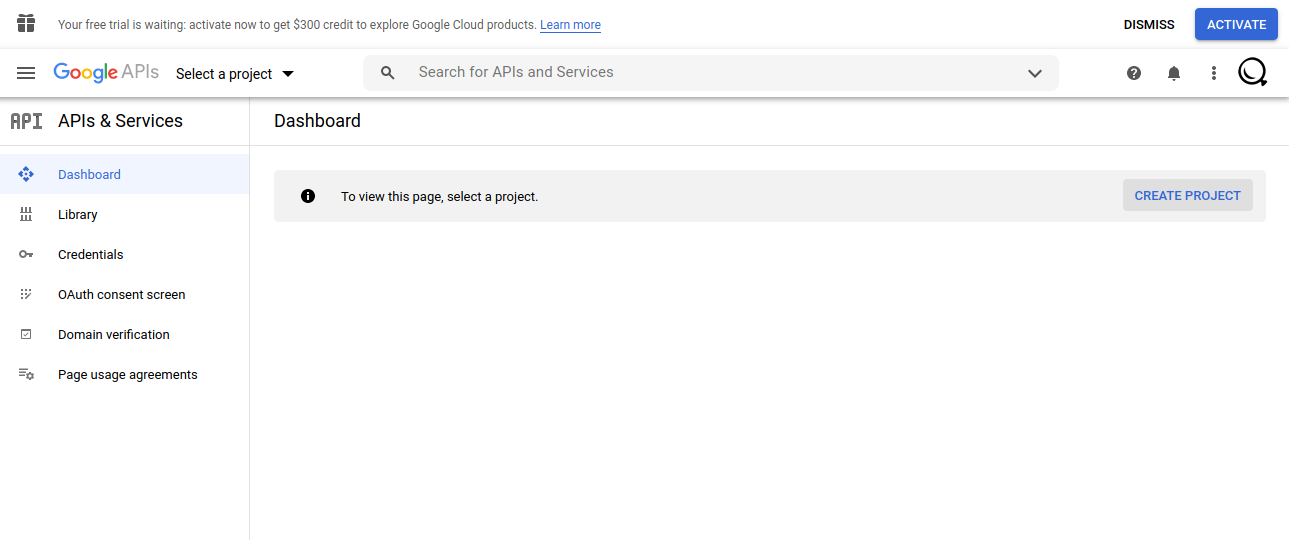 Your free trial is waiting: activate now to get $300 credit to explore Google Cloud products. Learn more
DISMISS
ACTIVATE
Google APIs
Select a project
Search for APIs and Services
API
APIs & Services
Dashboard
Dashboard
Library
Credentials
OAuth consent screen
Domain verification
Page usage agreements
To view this page, select a project.
CREATE PROJECT